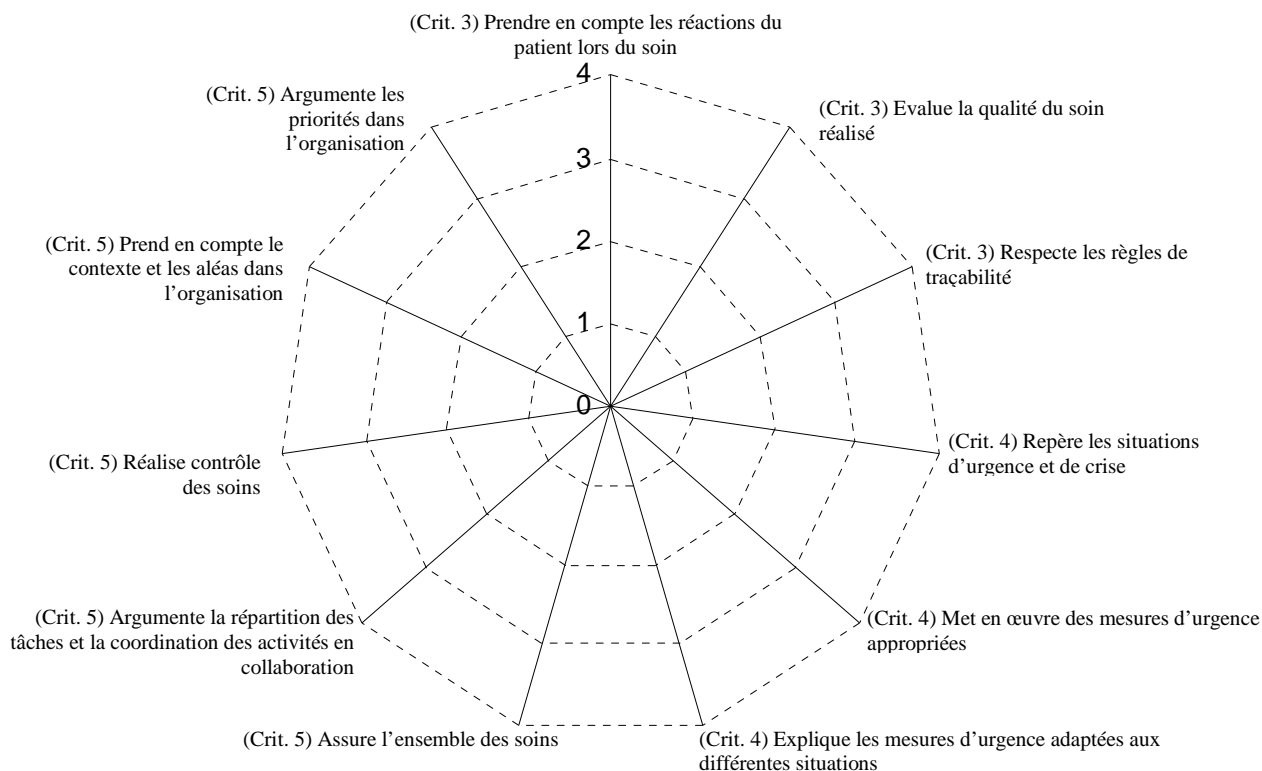 (Crit. 3) Prendre en compte les réactions du
patient lors du soin
4
(Crit. 5) Argumente les
priorités dans
l’organisation
(Crit. 3) Evalue la qualité du soin
réalisé
3
2
(Crit. 5) Prend en compte le
contexte et les aléas dans
l’organisation
(Crit. 3) Respecte les règles de
traçabilité
1
0
(Crit. 5) Réalise contrôle
des soins
(Crit. 4) Repère les situations
d’urgence et de crise
(Crit. 5) Argumente la répartition des
tâches et la coordination des activités en
collaboration
(Crit. 4) Met en œuvre des mesures d’urgence
appropriées
(Crit. 5) Assure l’ensemble des soins
(Crit. 4) Explique les mesures d’urgence adaptées aux
différentes situations